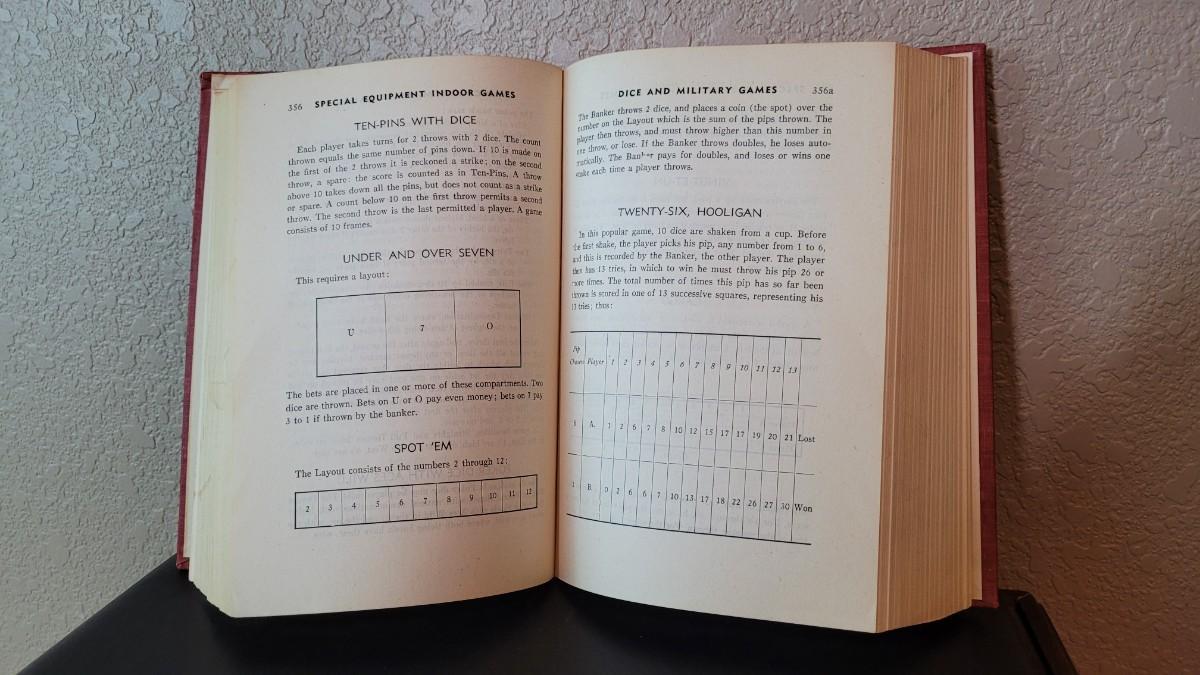 356 SPECIAL EQUIPMENT INDOOR GAMES
TEN-PINS WITH DICE
Each player takes turns for 2 throws with 2 dice. The count
thrown equals the same number of pins down. If 10 is made on
the first of the 2 throws it is reckoned a strike; on the second
throw, a spare: the score is counted as in Ten-Pins. A throw
above 10 takes down all the pins, but does not count as a strike
or spare. A count below 10 on the first throw permits a second
throw. The second throw is the last permitted a player. A game
consists of 10 frames.
UNDER AND OVER SEVEN
This requires a layout:
U 7 O
The bets are placed in one or more of these compartments. Two
dice are thrown. Bets on U or O pay even money; bets on 7 pay
3 to 1 if thrown by the banker.
SPOT 'EM
The Layout consists of the numbers 2 through 12:
2 3 4 5 6 7 8 9 10 11 12
DICE AND MILITARY GAMES 356a
The Banker throws 2 dice, and places a coin (the spot) over the
number on the Layout which is the sum of the pips thrown. The
player then throws, and must throw higher than this number in
one throw, or lose. If the Banker throws doubles, he loses auto-
matically. The Banker pays for doubles, and loses or wins one
stake each time a player throws.
TWENTY-SIX, HOOLIGAN
In this popular game, 10 dice are shaken from a cup. Before
the first shake, the player picks his pip, any number from 1 to 6,
and this is recorded by the Banker, the other player. The player
then has 13 tries, in which to win he must throw his pip 26 or
more times. The total number of times this pip has so far been
thrown is scored in one of 13 successive squares, representing his
13 tries; thus:
Pip
Chosen Player 1 2 3 4 5 6 7 8 9 10 11 12 13
A. 1 2 6 7 8 10 12 15 17 17 19 20 21 Lost
B. 0 2 6 6 7 10 13 17 18 22 26 27 30 Won